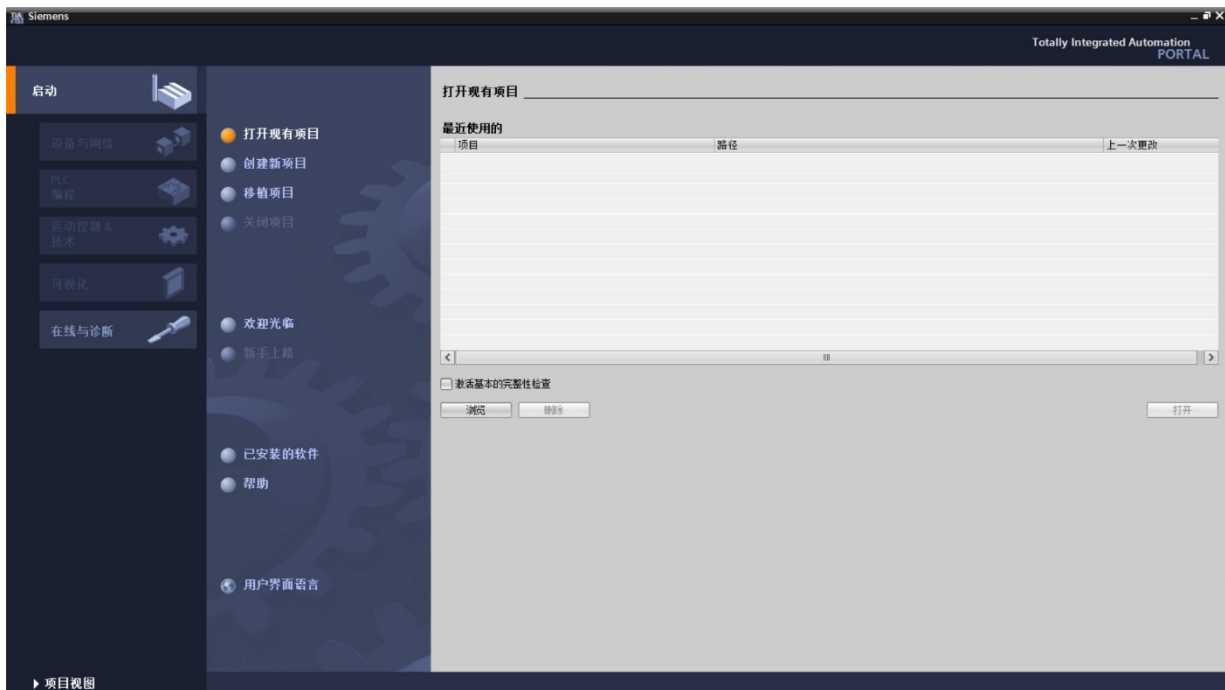 Siemens
Totally Integrated Automation
PORTAL
启动
设备与网络
PLC
编程
运动控制 &
技术
可视化
在线与诊断
打开现有项目
创建新项目
移植项目
关闭项目
欢迎光临
新手上路
已安装的软件
帮助
用户界面语言
打开现有项目
最近使用的
项目 路径 上一次更改
激活基本的完整性检查
浏览 删除 打开
项目视图